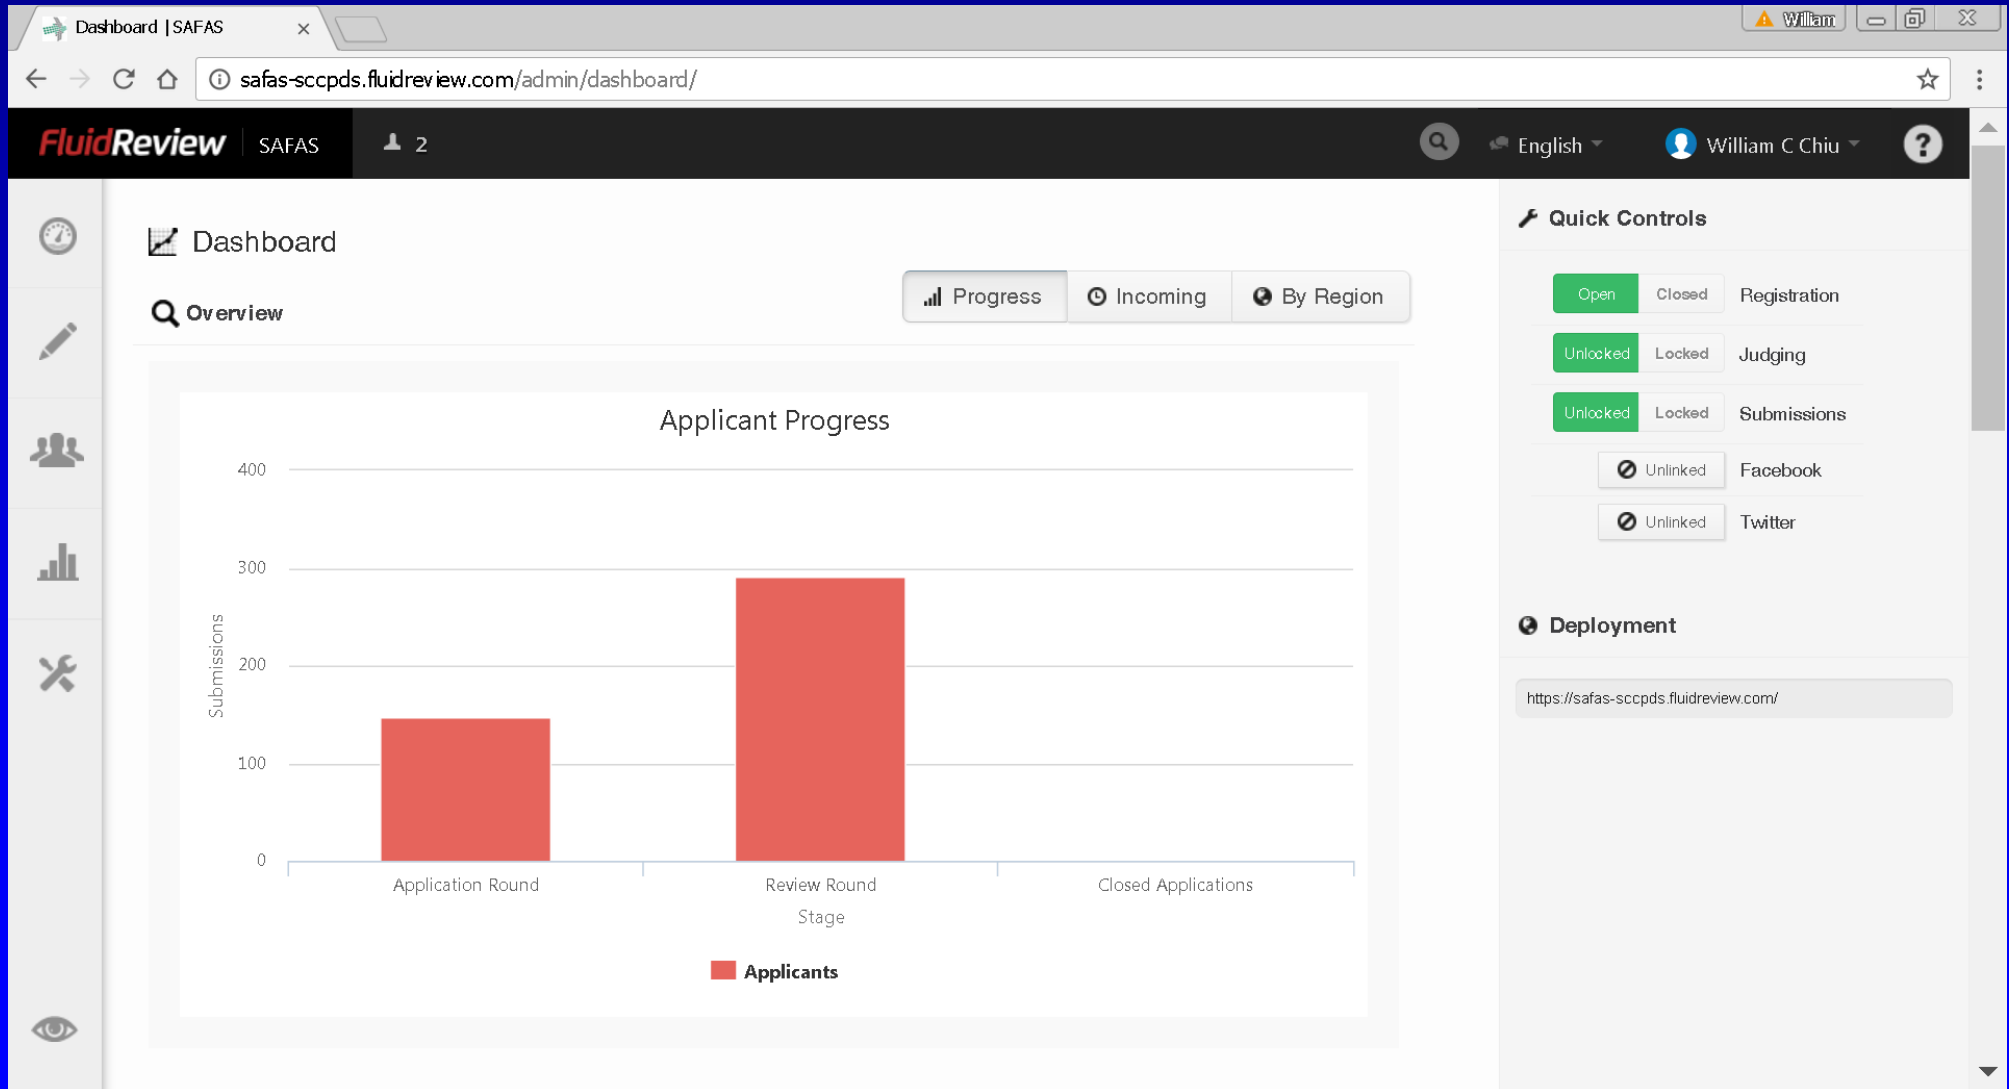 Dashboard | SAFAS
William
safas-sccpds.fluidreview.com/admin/dashboard/
FluidReview SAFAS 2 English William C Chiu ?
Dashboard
Overview
Progress Incoming By Region
Applicant Progress
400
300
200
100
0
Submissions
Application Round Review Round Closed Applications
Stage
Applicants
Quick Controls
Open Closed Registration
Unlocked Locked Judging
Unlocked Locked Submissions
Unlinked Facebook
Unlinked Twitter
Deployment
https://safas-sccpds.fluidreview.com/